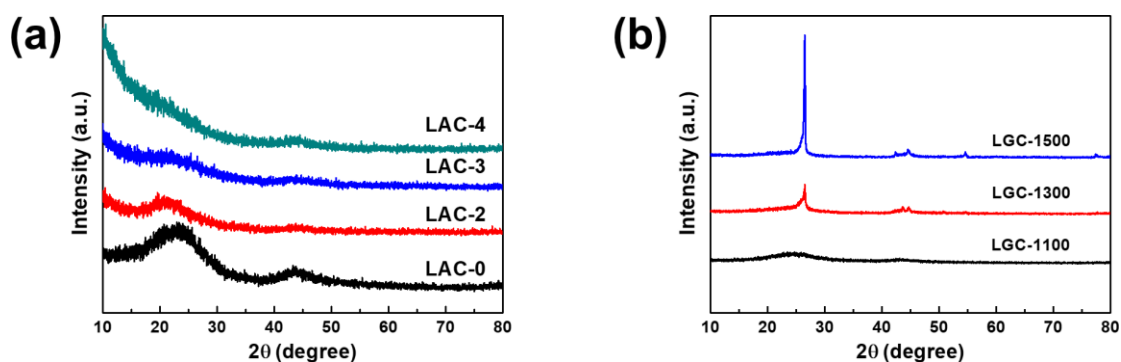 (a)
Intensity (a.u.)
LAC-4
LAC-3
LAC-2
LAC-0
10 20 30 40 50 60 70 80
2θ (degree)
(b)
Intensity (a.u.)
LGC-1500
LGC-1300
LGC-1100
10 20 30 40 50 60 70 80
2θ (degree)